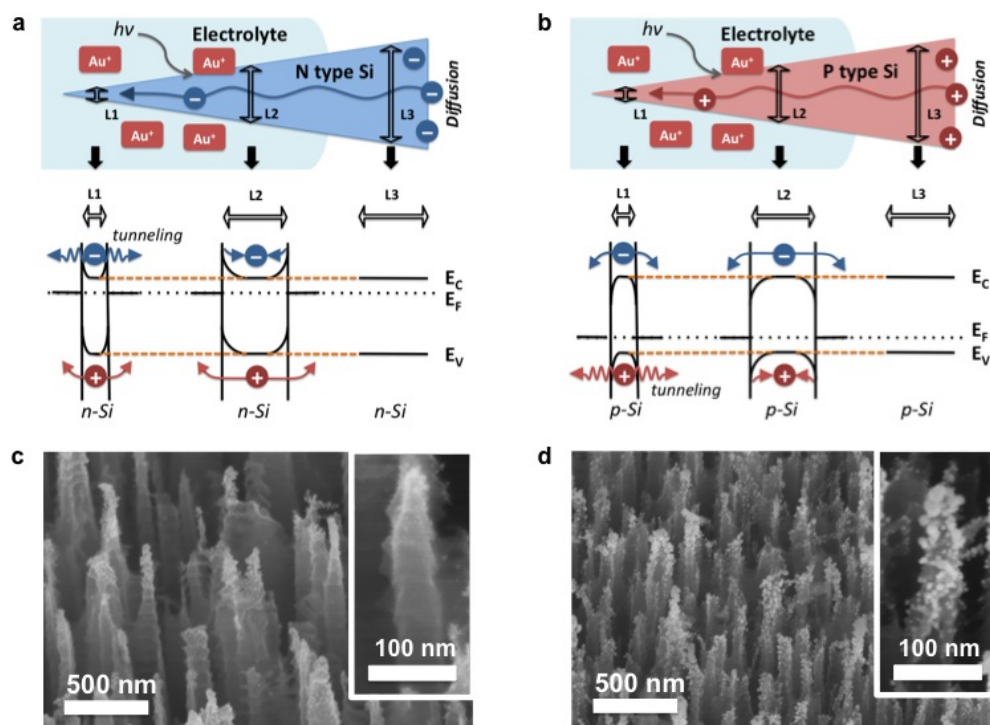 a
hν
Electrolyte
Au⁺
N type Si
Au⁺
−
−
−
−
L1
L2
L3
Au⁺
Au⁺
Diffusion
L1
L2
L3
tunneling
−
−
E_C
E_F
E_V
+
+
n-Si
n-Si
n-Si
b
hν
Electrolyte
Au⁺
P type Si
Au⁺
+
+
+
+
L1
L2
L3
Au⁺
Au⁺
Diffusion
L1
L2
L3
−
−
E_C
E_F
E_V
+
+
tunneling
p-Si
p-Si
p-Si
c
500 nm
100 nm
d
500 nm
100 nm